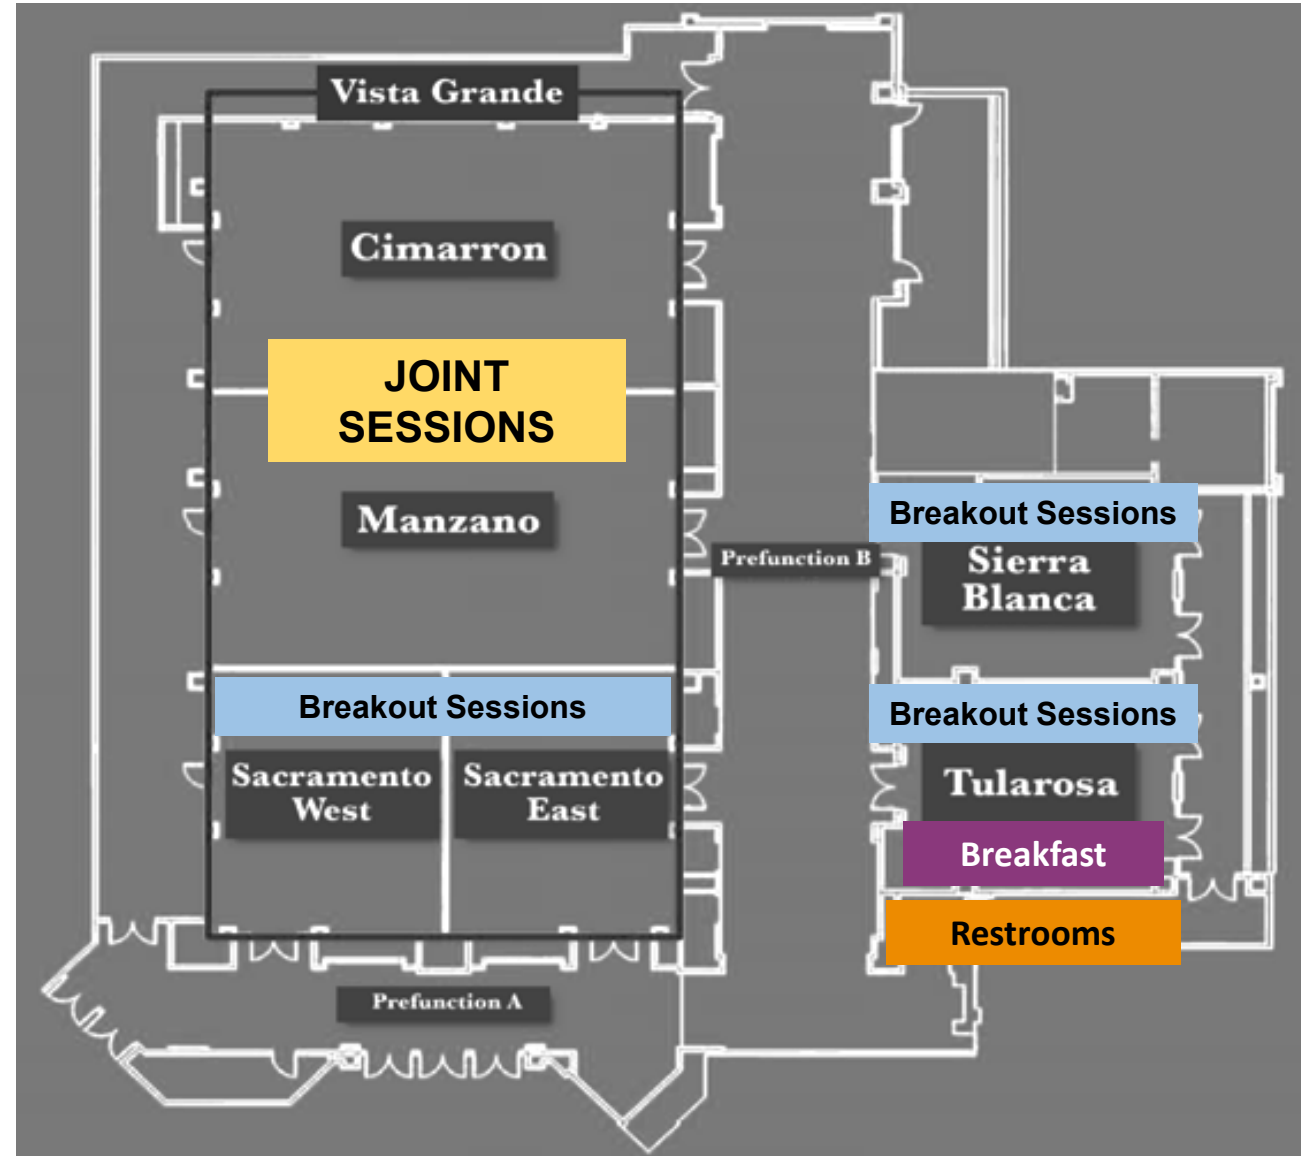 Vista Grande
Cimarron
JOINT
SESSIONS
Manzano
Breakout Sessions
Prefunction B
Sierra
Blanca
Breakout Sessions
Breakout Sessions
Sacramento
West
Sacramento
East
Tularosa
Breakfast
Restrooms
Prefunction A